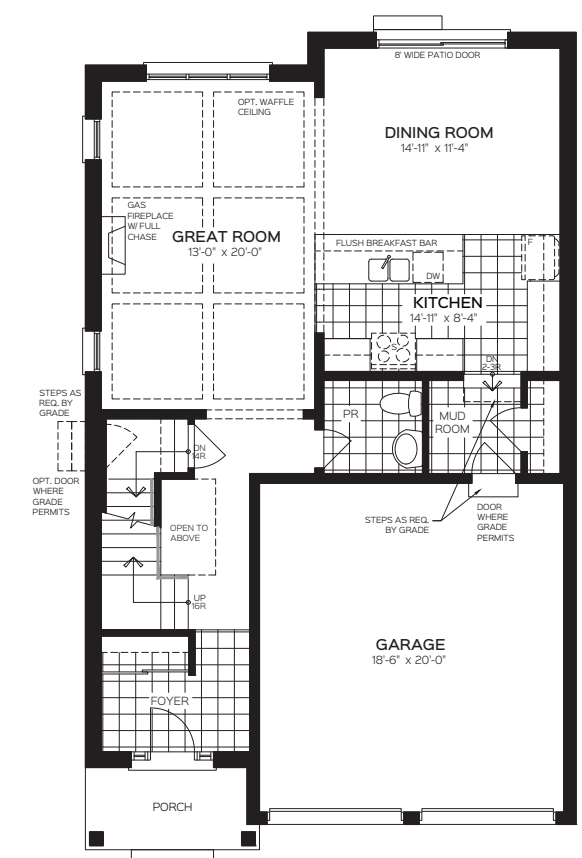 8' WIDE PATIO DOOR
OPT. WAFFLE
CEILING
DINING ROOM
14'-11" x 11'-4"
GAS
FIREPLACE
W/ FULL
CHASE
GREAT ROOM
13'-0" x 20'-0"
FLUSH BREAKFAST BAR
F
DW
KITCHEN
14'-11" x 8'-4"
S
DN
2-3R
STEPS AS
REQ. BY
GRADE
PR
MUD
ROOM
DN
14R
OPT. DOOR
WHERE
GRADE
PERMITS
OPEN TO
ABOVE
STEPS AS REQ.
BY GRADE
DOOR
WHERE
GRADE
PERMITS
UP
16R
GARAGE
18'-6" x 20'-0"
FOYER
PORCH